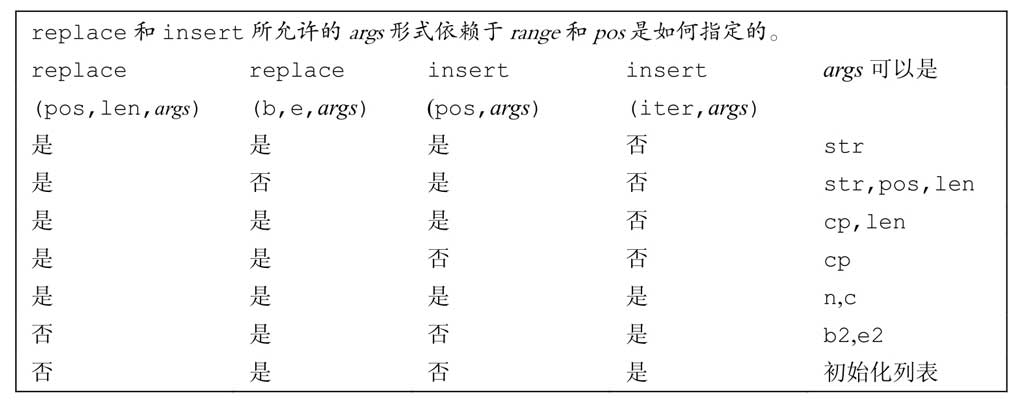 replace 和 insert 所允许的 args 形式依赖于 range 和 pos 是如何指定的。
replace replace insert insert args 可以是
(pos,len,args) (b,e,args) (pos,args) (iter,args)
是 是 是 否 str
是 否 是 否 str,pos,len
是 是 是 否 cp,len
是 是 否 否 cp
是 是 是 是 n,c
否 是 否 是 b2,e2
否 是 否 是 初始化列表